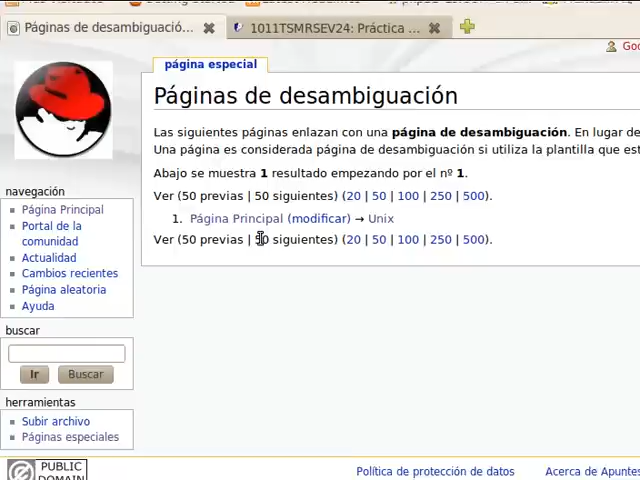 Páginas de desambiguació...
1011TSMRSEV24: Práctica ...
Goo
página especial
Páginas de desambiguación
Las siguientes páginas enlazan con una página de desambiguación. En lugar de
Una página es considerada página de desambiguación si utiliza la plantilla que est
Abajo se muestra 1 resultado empezando por el nº 1.
Ver (50 previas | 50 siguientes) (20 | 50 | 100 | 250 | 500).
1. Página Principal (modificar) → Unix
Ver (50 previas | 50 siguientes) (20 | 50 | 100 | 250 | 500).
navegación
Página Principal
Portal de la
comunidad
Actualidad
Cambios recientes
Página aleatoria
Ayuda
buscar
Ir Buscar
herramientas
Subir archivo
Páginas especiales
PUBLIC
DOMAIN
Política de protección de datos Acerca de Apuntes